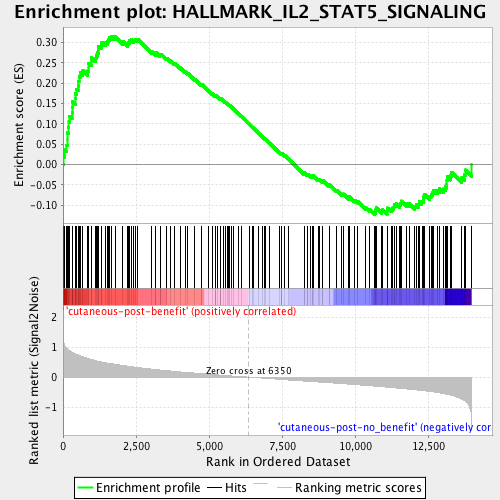 Enrichment plot: HALLMARK_IL2_STAT5_SIGNALING
Enrichment score (ES)
0.30
0.25
0.20
0.15
0.10
0.05
0.00
-0.05
-0.10
'cutaneous-post-benefit' (positively correlated)
Ranked list metric (Signal2Noise)
2
1
0
-1
Zero cross at 6350
'cutaneous-post-no_benefit' (negatively cor
0
2,500
5,000
7,500
10,000
12,500
Rank in Ordered Dataset
Enrichment profile
Hits
Ranking metric scores